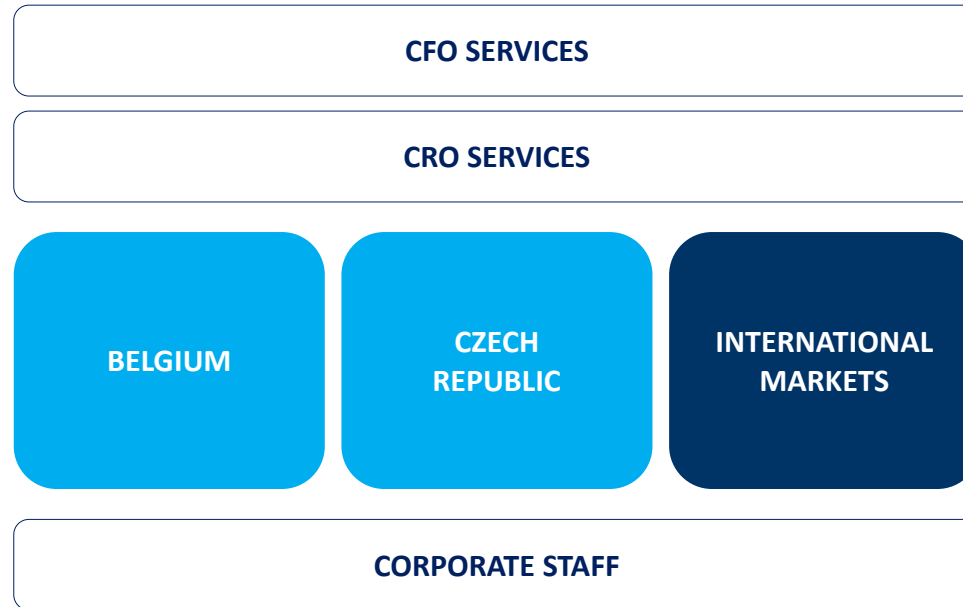 CFO SERVICES
CRO SERVICES
BELGIUM
CZECH
REPUBLIC
INTERNATIONAL
MARKETS
CORPORATE STAFF